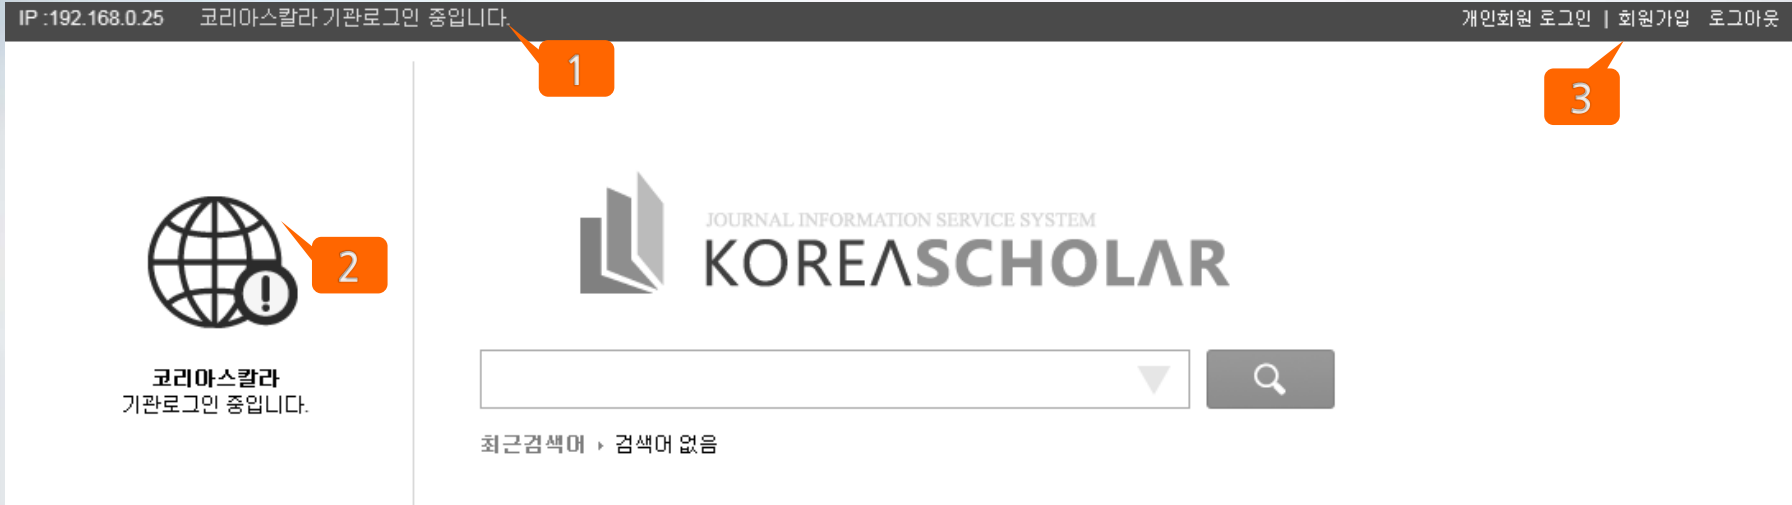 IP :192.168.0.25 코리아스칼라 기관로그인 중입니다.
개인회원 로그인 | 회원가입 로그아웃
1
3
JOURNAL INFORMATION SERVICE SYSTEM
KOREASCHOLAR
2
코리아스칼라
기관로그인 중입니다.
최근검색어 검색어 없음